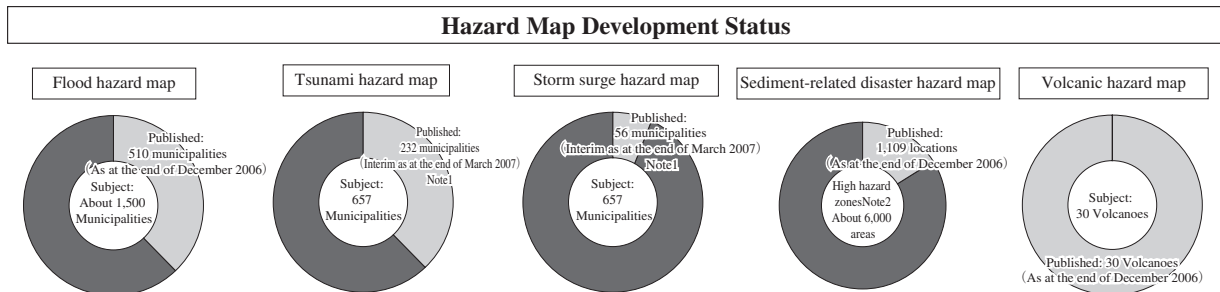 Hazard Map Development Status
Flood hazard map
Published:
510 municipalities
(As at the end of December 2006)
Subject:
About 1,500
Municipalities
Tsunami hazard map
Published:
232 municipalities
(Interim as at the end of March 2007)
Note1
Subject:
657
Municipalities
Storm surge hazard map
Published:
56 municipalities
(Interim as at the end of March 2007)
Note1
Subject:
657
Municipalities
Sediment-related disaster hazard map
Published:
1,109 locations
(As at the end of December 2006)
High hazard
zonesNote2
About 6,000
areas
Volcanic hazard map
Subject:
30 Volcanoes
Published: 30 Volcanoes
(As at the end of December 2006)